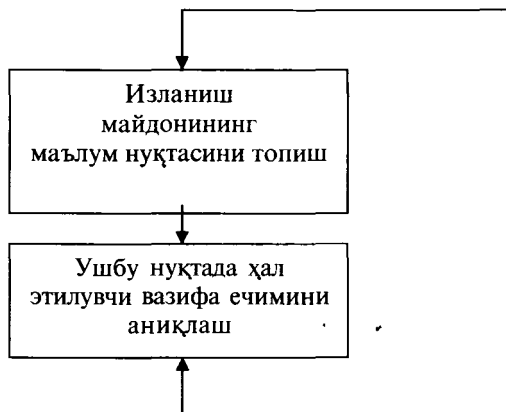 Изланиш
майдонининг
маълум нуқтасини топиш
Ушбу нуқтада ҳал
этилувчи вазифа ечимини
аниқлаш